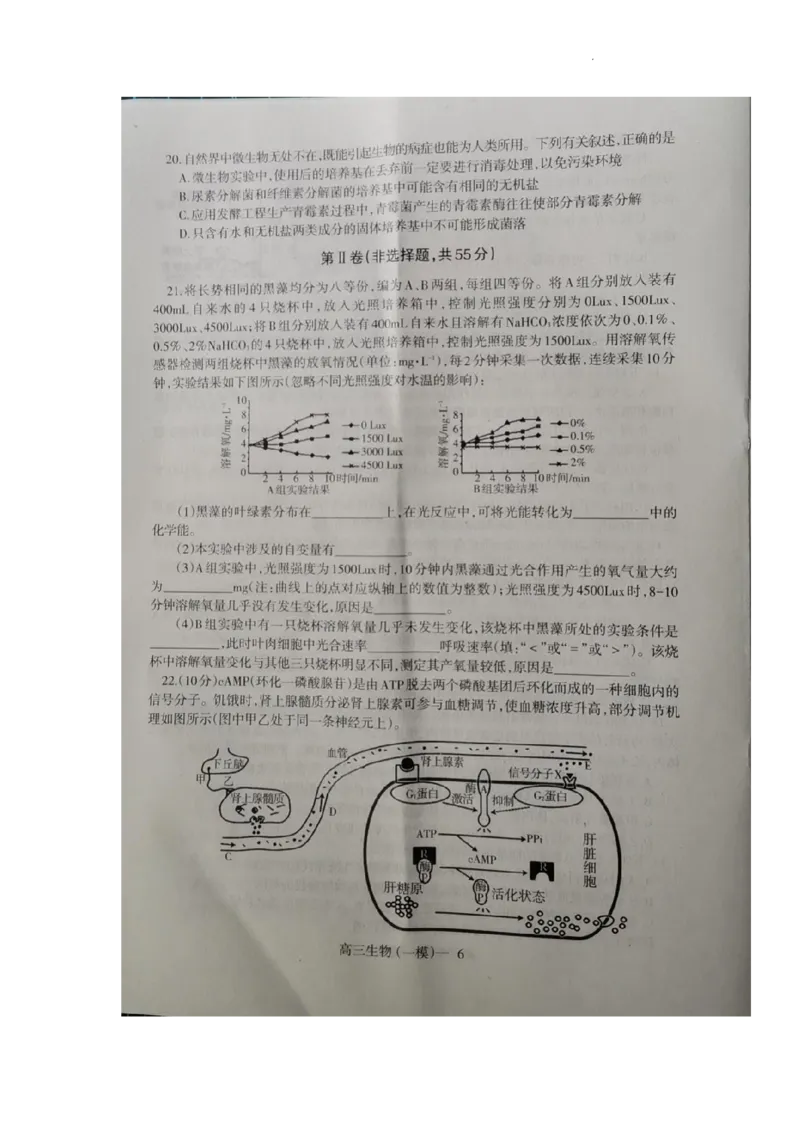 20.自然界中微生物无处不在,既能引起生物的病症也能为人类所用。下列有关叙述,正确的是
A.微生物实验中,使用后的培养基在丢弃前一定要进行消毒处理,以免污染环境
B.尿素分解菌和纤维素分解菌的培养基中可能含有相同的无机盐
C.应用发酵工程生产青霉素过程中,青霉菌产生的青霉素酶往往使部分青霉素分解
D.只含有水和无机盐两类成分的固体培养基中不可能形成菌落
第Ⅱ卷(非选择题,共55分)
21.将长势相同的黑藻均分为八等份,编为A、B两组,每组四等份。将A组分别放入装有
400mL自来水的4只烧杯中,放入光照培养箱中,控制光照强度分别为0Lux、1500Lux、
3000Lux、4500Lux;将B组分别放入装有400mL自来水且溶解有NaHCO₃浓度依次为0、0.1%、
0.5%、2%NaHCO₃的4只烧杯中,放入光照培养箱中,控制光照强度为1500Lux。用溶解氧传
感器检测两组烧杯中黑藻的放氧情况(单位:mg·L⁻¹),每2分钟采集一次数据,连续采集10分
钟,实验结果如下图所示(忽略不同光照强度对水温的影响):
溶解氧/mg·L⁻¹
10
8
6
4
2
0
2 4 6 8 10时间/min
0 Lux
1500 Lux
3000 Lux
4500 Lux
A组实验结果
溶解氧/mg·L⁻¹
8
6
4
2
0
2 4 6 8 10时间/min
0%
0.1%
0.5%
2%
B组实验结果
(1)黑藻的叶绿素分布在__________上,在光反应中,可将光能转化为__________中的
化学能。
(2)本实验中涉及的自变量有__________。
(3)A组实验中,光照强度为1500Lux时,10分钟内黑藻通过光合作用产生的氧气量大约
为__________mg(注:曲线上的点对应纵轴上的数值为整数);光照强度为4500Lux时,8-10
分钟溶解氧量几乎没有发生变化,原因是__________。
(4)B组实验中有一只烧杯溶解氧量几乎未发生变化,该烧杯中黑藻所处的实验条件是
__________,此时叶肉细胞中光合速率__________呼吸速率(填:“<”或“=”或“>”)。该烧
杯中溶解氧量变化与其他三只烧杯明显不同,测定其产氧量较低,原因是__________。
22.(10分)cAMP(环化一磷酸腺苷)是由ATP脱去两个磷酸基团后环化而成的一种细胞内的
信号分子。饥饿时,肾上腺髓质分泌肾上腺素可参与血糖调节,使血糖浓度升高,部分调节机
理如图所示(图中甲乙处于同一条神经元上)。
血管
下丘脑
甲
乙
肾上腺髓质
C
D
肾上腺素
信号分子X
E
G₁蛋白
激活
酶A
抑制
G₂蛋白
ATP
PPi
cAMP
R
酶
P
R
酶
P
活化状态
肝糖原
肝脏细胞
高三生物(一模)— 6